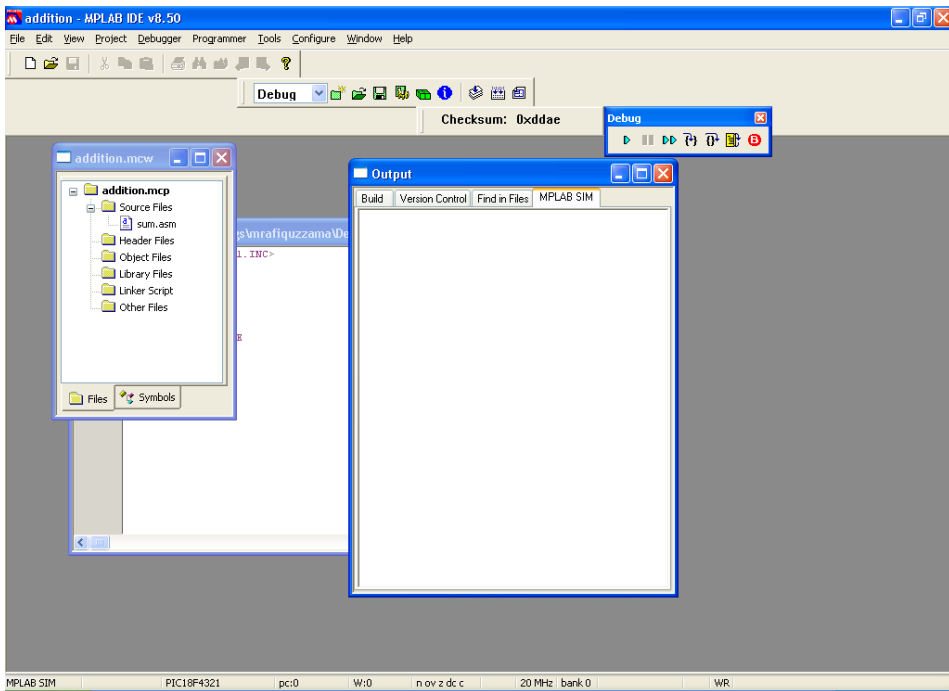 addition - MPLAB IDE v8.50
File Edit View Project Debugger Programmer Tools Configure Window Help
Debug
Checksum: 0xddae
Debug
addition.mcw
Output
addition.mcp
Build Version Control Find in Files MPLAB SIM
Source Files
sum.asm
gs\mrafiquzzama\De
Header Files
1.INC>
Object Files
Library Files
Linker Script
Other Files
E
Files Symbols
MPLAB SIM PIC18F4321 pc:0 W:0 n ov z dc c 20 MHz bank 0 WR